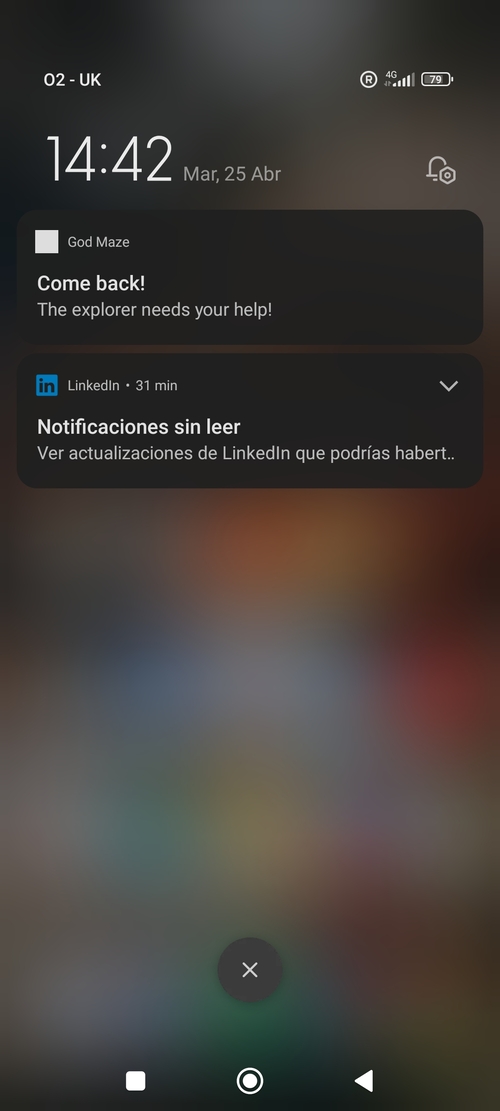 O2 - UK
R 4G 79
14:42 Mar, 25 Abr
God Maze
Come back!
The explorer needs your help!
in LinkedIn • 31 min
Notificaciones sin leer
Ver actualizaciones de LinkedIn que podrías habert..